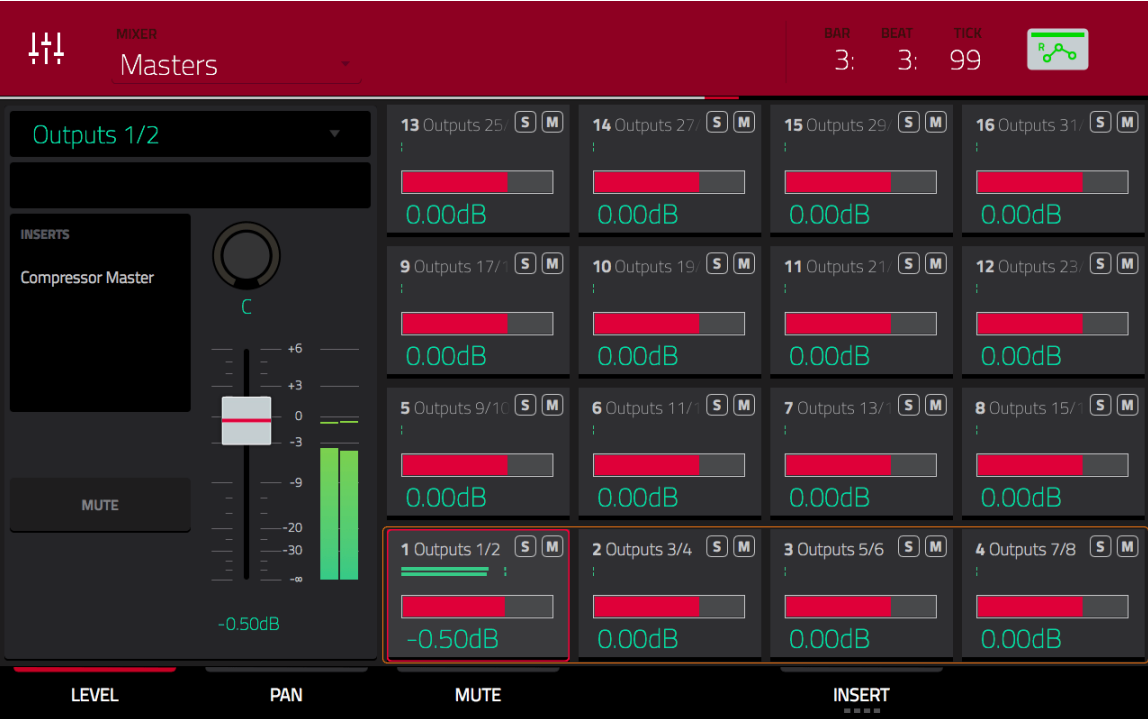 MIXER
Masters
BAR BEAT TICK
3: 3: 99
R
Outputs 1/2
INSERTS
Compressor Master
C
+6
+3
0
-3
-9
-20
-30
-∞
MUTE
-0.50dB
13 Outputs 25/ S M
0.00dB
14 Outputs 27/ S M
0.00dB
15 Outputs 29/ S M
0.00dB
16 Outputs 31/ S M
0.00dB
9 Outputs 17/1 S M
0.00dB
10 Outputs 19/ S M
0.00dB
11 Outputs 21/ S M
0.00dB
12 Outputs 23/ S M
0.00dB
5 Outputs 9/10 S M
0.00dB
6 Outputs 11/1 S M
0.00dB
7 Outputs 13/1 S M
0.00dB
8 Outputs 15/1 S M
0.00dB
1 Outputs 1/2 S M
-0.50dB
2 Outputs 3/4 S M
0.00dB
3 Outputs 5/6 S M
0.00dB
4 Outputs 7/8 S M
0.00dB
LEVEL PAN MUTE INSERT